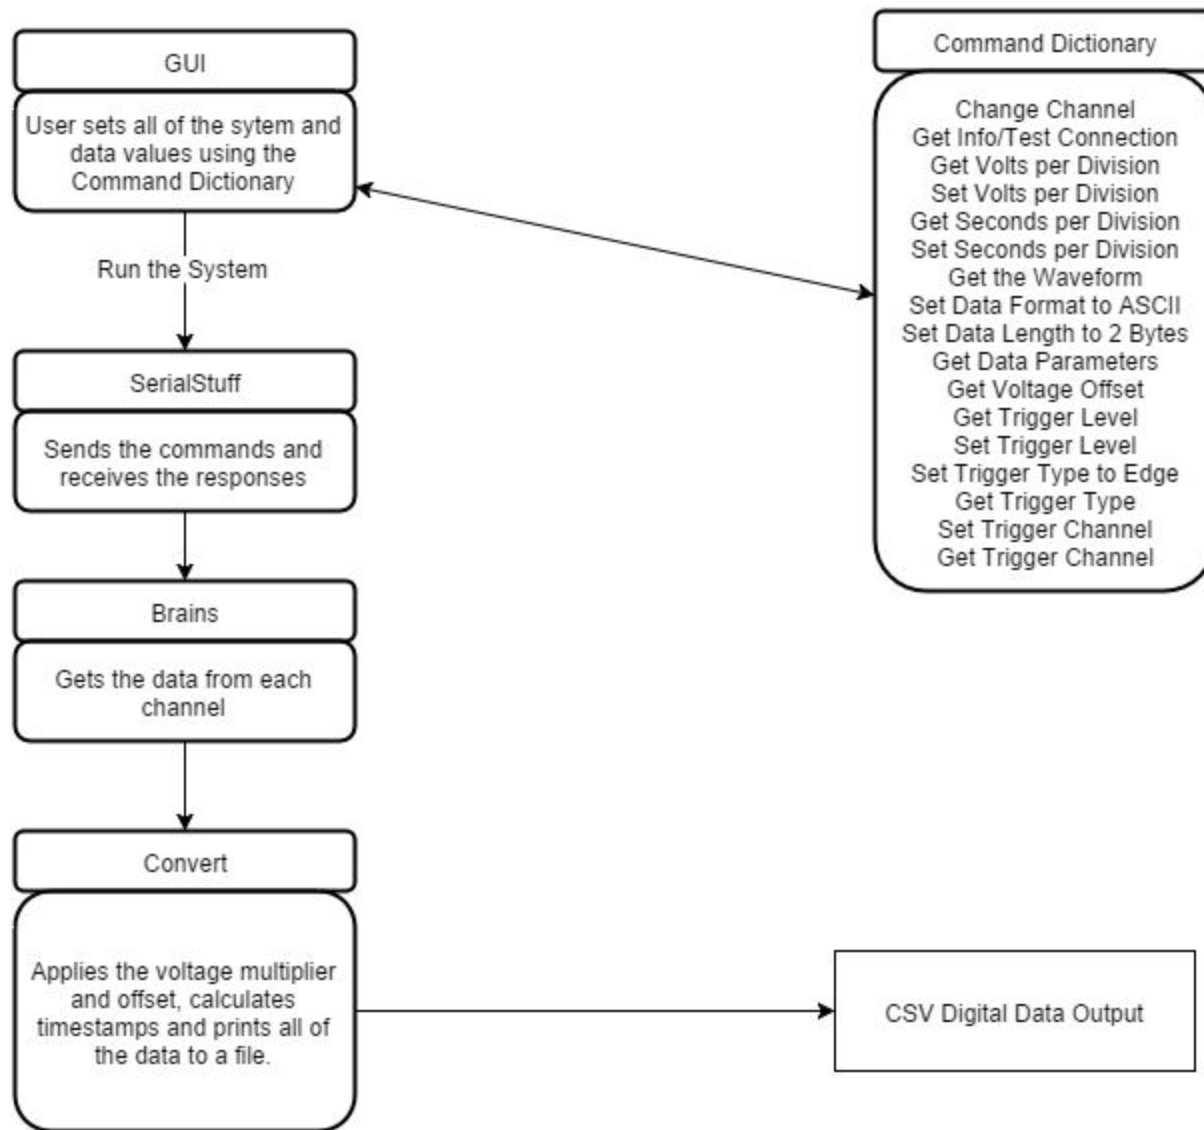 GUI
User sets all of the sytem and
data values using the
Command Dictionary
Run the System
SerialStuff
Sends the commands and
receives the responses
Brains
Gets the data from each
channel
Convert
Applies the voltage multiplier
and offset, calculates
timestamps and prints all of
the data to a file.
Command Dictionary
Change Channel
Get Info/Test Connection
Get Volts per Division
Set Volts per Division
Get Seconds per Division
Set Seconds per Division
Get the Waveform
Set Data Format to ASCII
Set Data Length to 2 Bytes
Get Data Parameters
Get Voltage Offset
Get Trigger Level
Set Trigger Level
Set Trigger Type to Edge
Get Trigger Type
Set Trigger Channel
Get Trigger Channel
CSV Digital Data Output